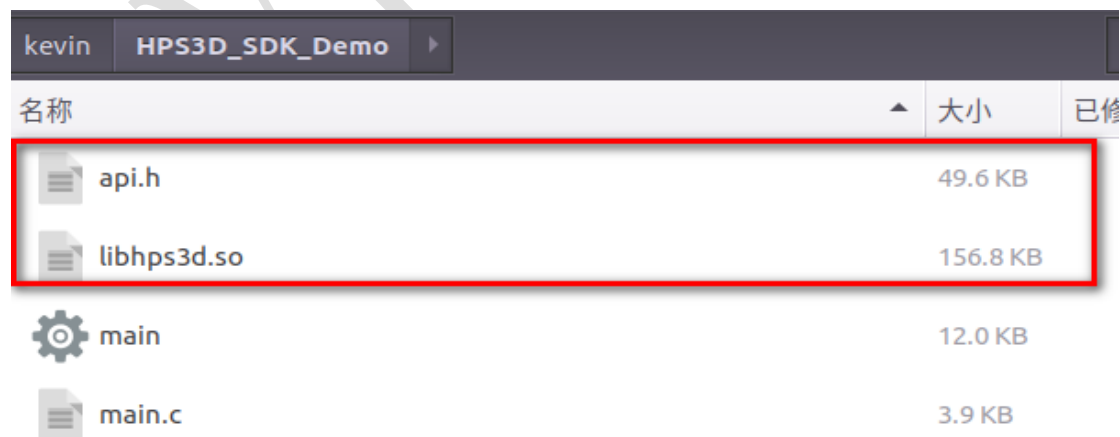 kevin HPS3D_SDK_Demo
名称 大小 已修
api.h 49.6 KB
libhps3d.so 156.8 KB
main 12.0 KB
main.c 3.9 KB